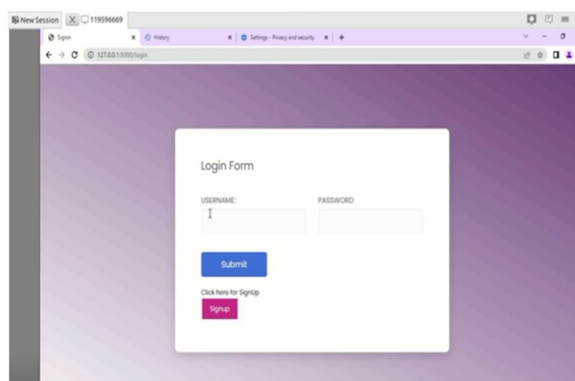 New Session X 119596669
Signin x History x Settings - Privacy and security x +
127.0.0.1:5000/login
Login Form
USERNAME: PASSWORD
Submit
Click here for SignUp
Signup